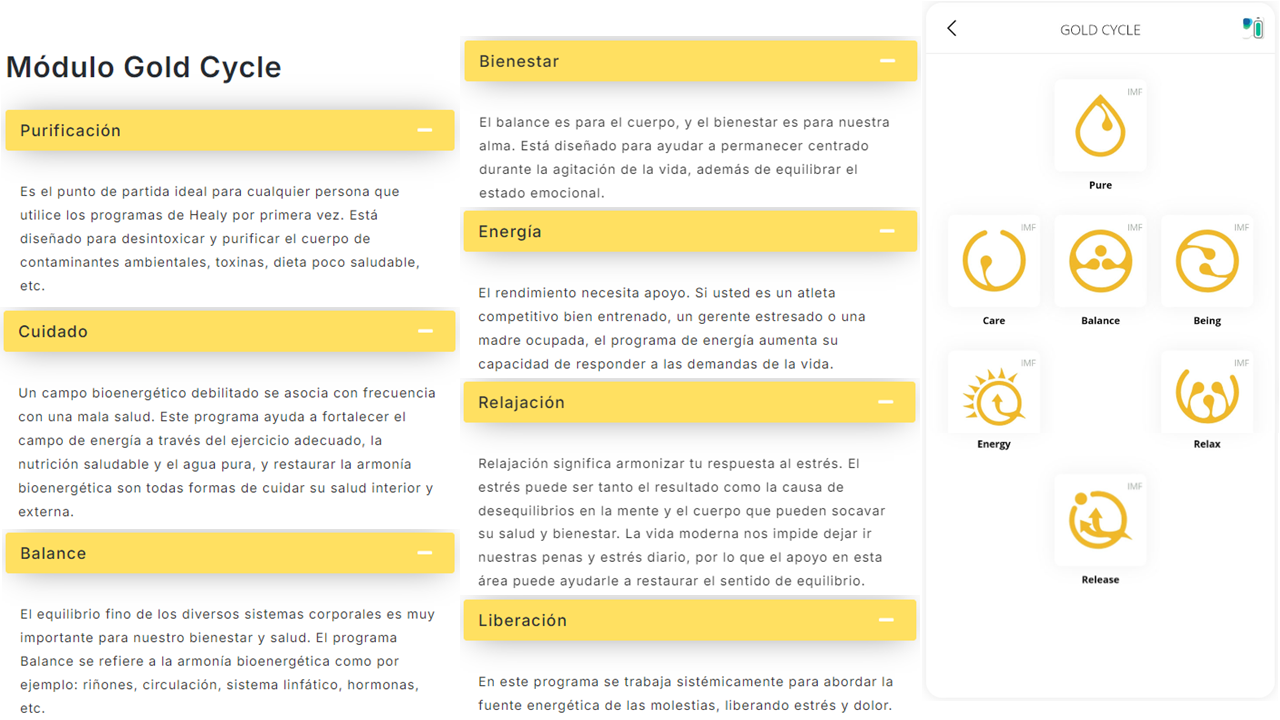 Módulo Gold Cycle
Purificación
Es el punto de partida ideal para cualquier persona que
utilice los programas de Healy por primera vez. Está
diseñado para desintoxicar y purificar el cuerpo de
contaminantes ambientales, toxinas, dieta poco saludable,
etc.
Cuidado
Un campo bioenergético debilitado se asocia con frecuencia
con una mala salud. Este programa ayuda a fortalecer el
campo de energía a través del ejercicio adecuado, la
nutrición saludable y el agua pura, y restaurar la armonía
bioenergética son todas formas de cuidar su salud interior y
externa.
Balance
El equilibrio fino de los diversos sistemas corporales es muy
importante para nuestro bienestar y salud. El programa
Balance se refiere a la armonía bioenergética como por
ejemplo: riñones, circulación, sistema linfático, hormonas,
etc.
Bienestar
El balance es para el cuerpo, y el bienestar es para nuestra
alma. Está diseñado para ayudar a permanecer centrado
durante la agitación de la vida, además de equilibrar el
estado emocional.
Energía
El rendimiento necesita apoyo. Si usted es un atleta
competitivo bien entrenado, un gerente estresado o una
madre ocupada, el programa de energía aumenta su
capacidad de responder a las demandas de la vida.
Relajación
Relajación significa armonizar tu respuesta al estrés. El
estrés puede ser tanto el resultado como la causa de
desequilibrios en la mente y el cuerpo que pueden socavar
su salud y bienestar. La vida moderna nos impide dejar ir
nuestras penas y estrés diario, por lo que el apoyo en esta
área puede ayudarle a restaurar el sentido de equilibrio.
Liberación
En este programa se trabaja sistémicamente para abordar la
fuente energética de las molestias, liberando estrés y dolor.
GOLD CYCLE
IMF
Pure
IMF IMF IMF
Care Balance Being
IMF IMF
Energy Relax
IMF
Release